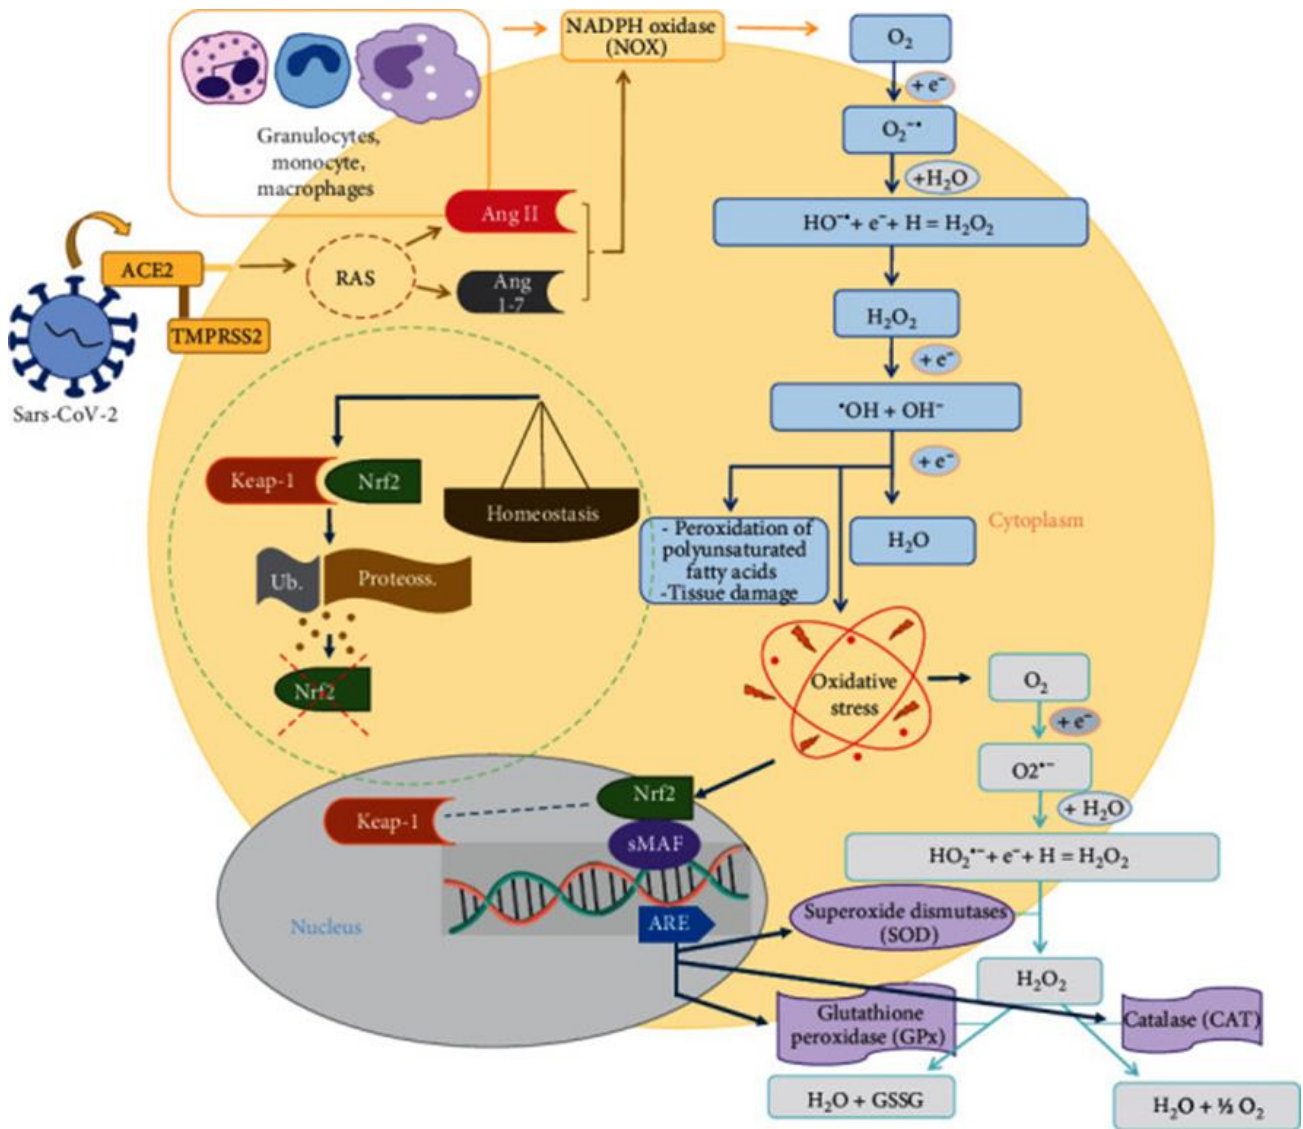 NADPH oxidase
(NOX)
O₂
+ e⁻
O₂⁻•
+H₂O
HO⁻•+ e⁻+ H = H₂O₂
H₂O₂
+ e⁻
•OH + OH⁻
+ e⁻
- Peroxidation of
polyunsaturated
fatty acids
-Tissue damage
H₂O
Cytoplasm
Granulocytes,
monocyte,
macrophages
Ang II
Ang
1-7
RAS
ACE2
TMPRSS2
Sars-CoV-2
Keap-1
Nrf2
Homeostasis
Ub.
Proteoss.
Nrf2
Oxidative
stress
O₂
+ e⁻
O2•⁻
+ H₂O
HO₂•⁻+ e⁻+ H = H₂O₂
Nrf2
Keap-1
sMAF
ARE
Nucleus
Superoxide dismutases
(SOD)
H₂O₂
Glutathione
peroxidase (GPx)
Catalase (CAT)
H₂O + GSSG
H₂O + ½ O₂